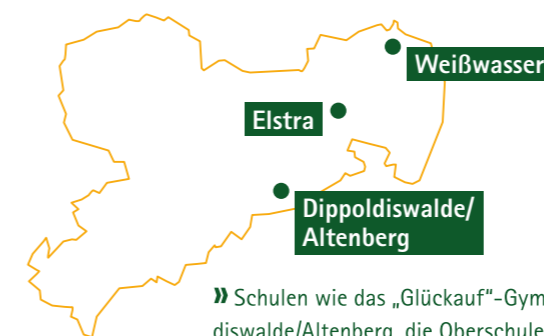 Weißwasser
Elstra
Dippoldiswalde/
Altenberg
» Schulen wie das „Glückauf“-Gym
diswalde/Altenberg, die Oberschule